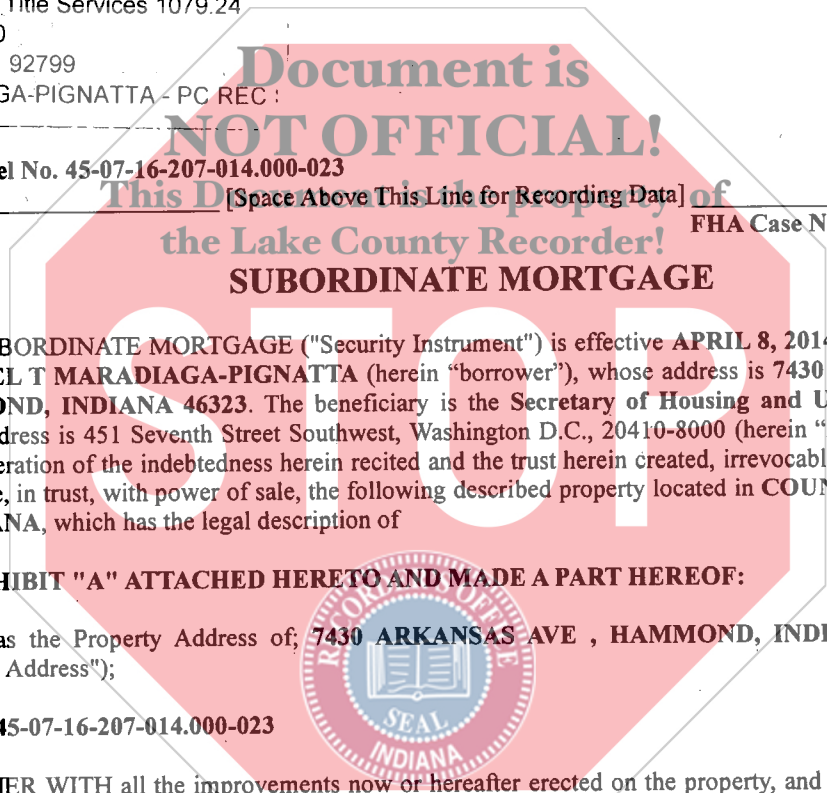 Title Services 1079.24
0
92799
GA-PIGNATTA - PC REC :
Document is
NOT OFFICIAL!
el No. 45-07-16-207-014.000-023
This Document is the property of
[Space Above This Line for Recording Data]
the Lake County Recorder!
FHA Case N
SUBORDINATE MORTGAGE
BORDINATE MORTGAGE ("Security Instrument") is effective APRIL 8, 2014
EL T MARADIAGA-PIGNATTA (herein “borrower”), whose address is 7430
OND, INDIANA 46323. The beneficiary is the Secretary of Housing and U
dress is 451 Seventh Street Southwest, Washington D.C., 20410-8000 (herein “
eration of the indebtedness herein recited and the trust herein created, irrevocabl
e, in trust, with power of sale, the following described property located in COUN
ANA, which has the legal description of
STOP
HIBIT "A" ATTACHED HERETO AND MADE A PART HEREOF:
as the Property Address of; 7430 ARKANSAS AVE , HAMMOND, INDI
Address");
RECORDER'S OFFICE
SEAL
INDIANA
45-07-16-207-014.000-023
ER WITH all the improvements now or hereafter erected on the property, and